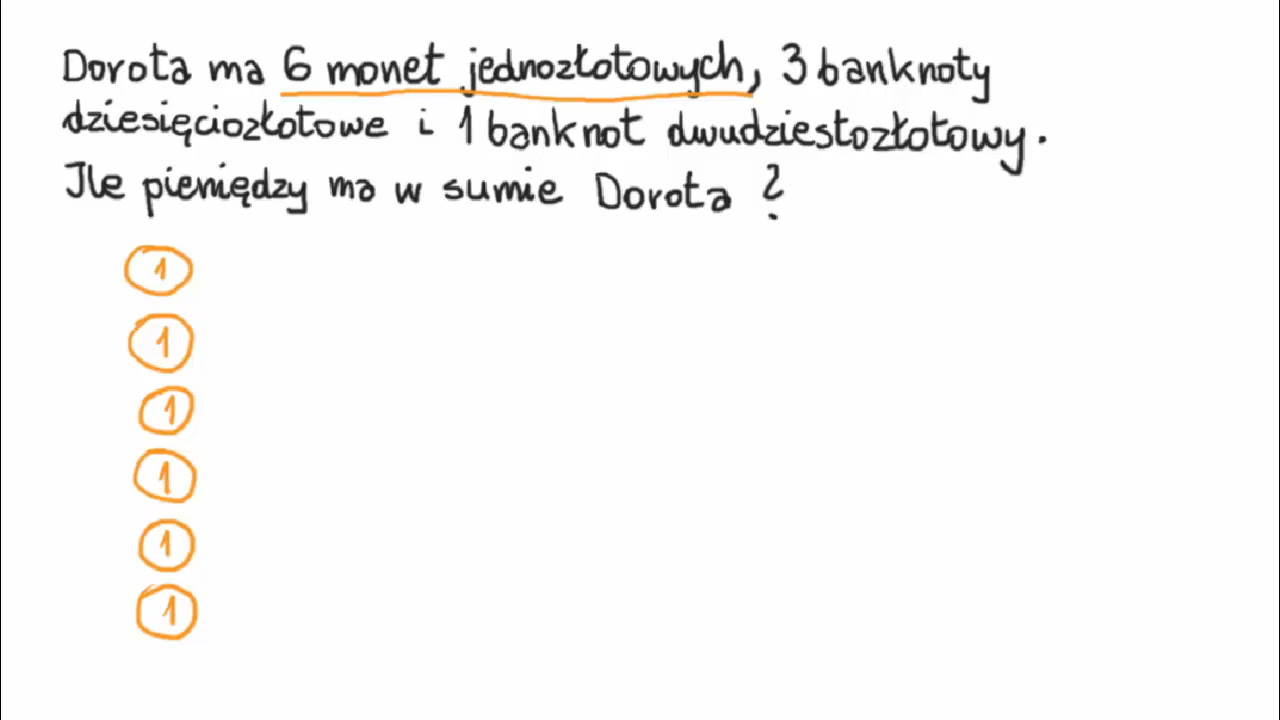 Dorota ma 6 monet jednozłotowych, 3 banknoty
dziesięciozłotowe i 1 banknot dwudziestozłotowy.
Ile pieniędzy ma w sumie Dorota ?
1
1
1
1
1
1